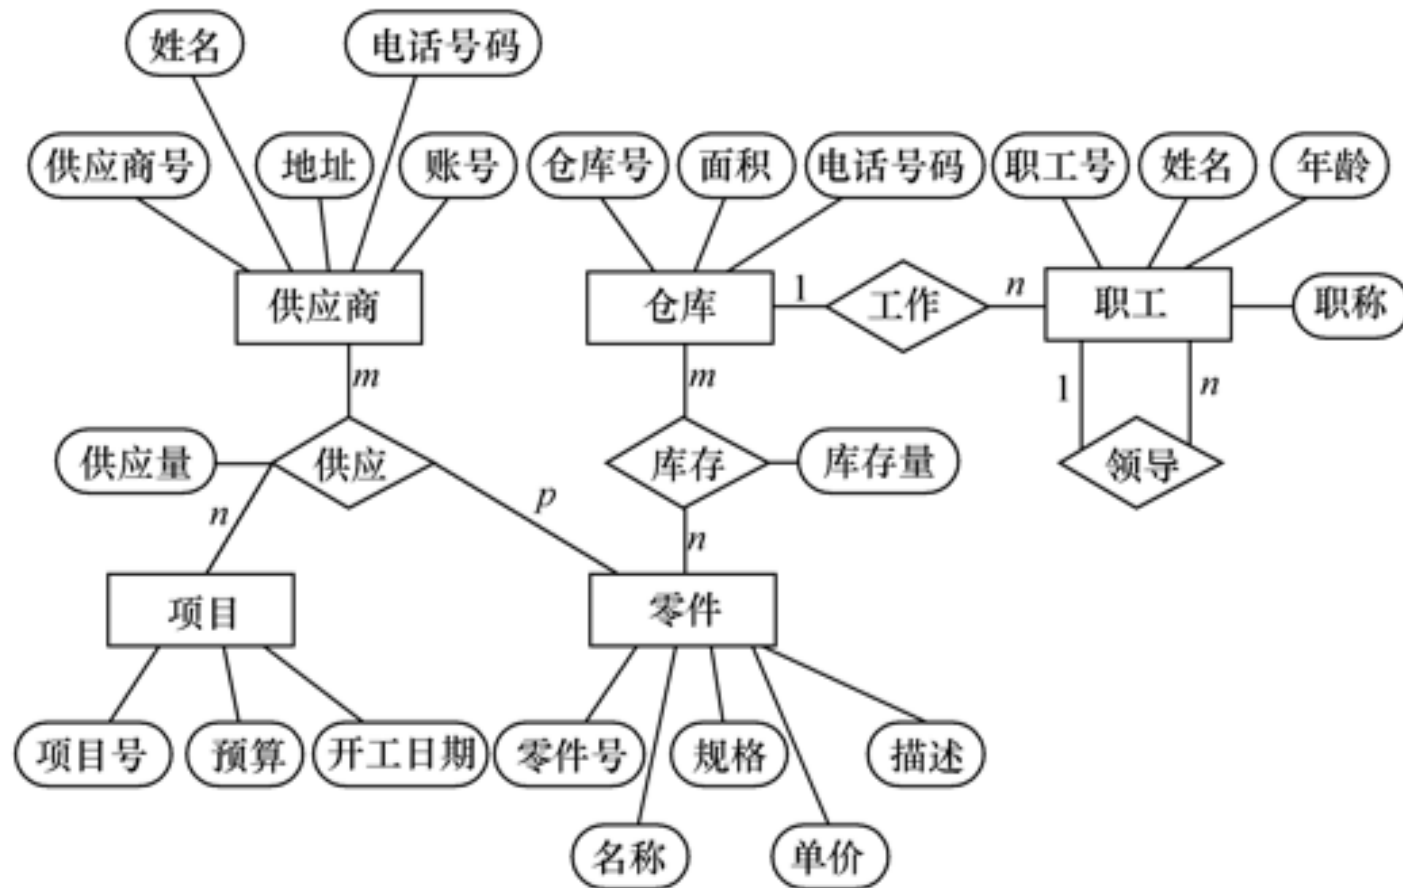 姓名
电话号码
供应商号
地址
账号
仓库号
面积
电话号码
职工号
姓名
年龄
供应商
仓库
1
工作
n
职工
职称
m
m
1
n
供应量
供应
库存
库存量
领导
n
p
n
项目
零件
项目号
预算
开工日期
零件号
规格
描述
名称
单价